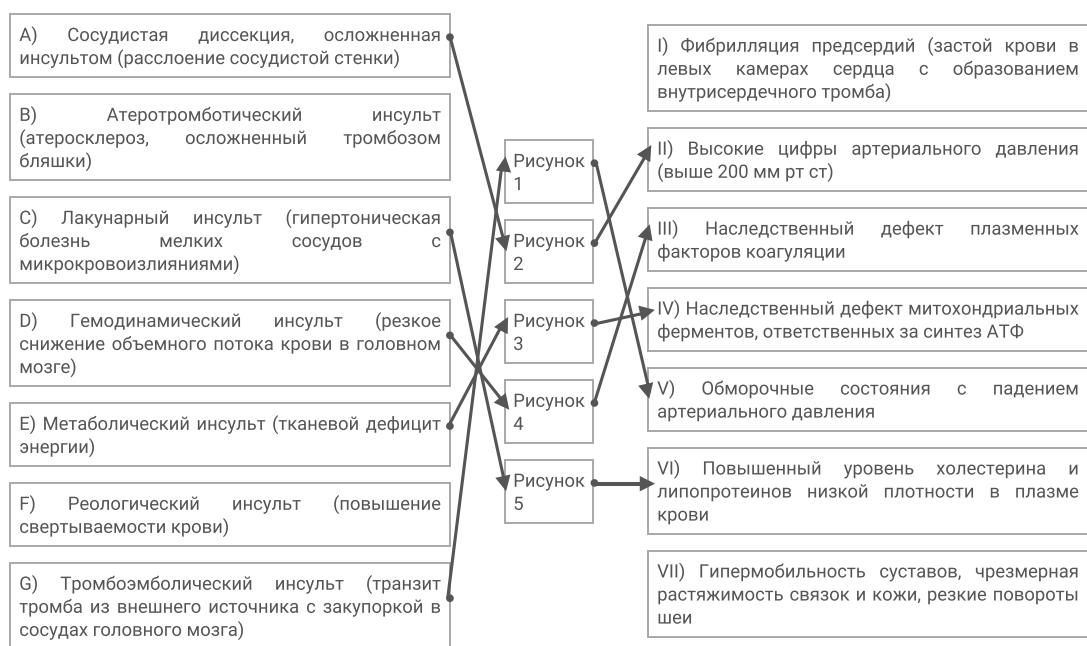 A) Сосудистая диссекция, осложненная
инсультом (расслоение сосудистой стенки)
B) Атеротромботический инсульт
(атеросклероз, осложненный тромбозом
бляшки)
C) Лакунарный инсульт (гипертоническая
болезнь мелких сосудов с
микрокровоизлияниями)
D) Гемодинамический инсульт (резкое
снижение объемного потока крови в головном
мозге)
E) Метаболический инсульт (тканевой дефицит
энергии)
F) Реологический инсульт (повышение
свертываемости крови)
G) Тромбоэмболический инсульт (транзит
тромба из внешнего источника с закупоркой в
сосудах головного мозга)
Рисунок
1
Рисунок
2
Рисунок
3
Рисунок
4
Рисунок
5
I) Фибрилляция предсердий (застой крови в
левых камерах сердца с образованием
внутрисердечного тромба)
II) Высокие цифры артериального давления
(выше 200 мм рт ст)
III) Наследственный дефект плазменных
факторов коагуляции
IV) Наследственный дефект митохондриальных
ферментов, ответственных за синтез АТФ
V) Обморочные состояния с падением
артериального давления
VI) Повышенный уровень холестерина и
липопротеинов низкой плотности в плазме
крови
VII) Гипермобильность суставов, чрезмерная
растяжимость связок и кожи, резкие повороты
шеи